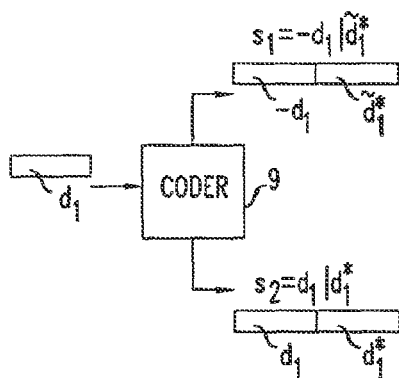 s₁=-d₁|d̃₁*
-d₁ d̃₁*
d₁
CODER
9
s₂=d₁|d₁*
d₁ d₁*